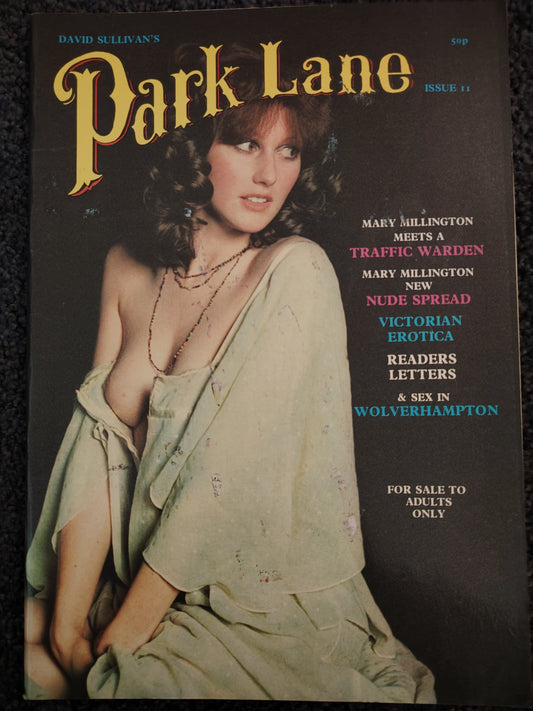 DAVID SULLIVAN'S
50p
Park Lane
ISSUE 11
MARY MILLINGTON
MEETS A
TRAFFIC WARDEN
MARY MILLINGTON
NEW
NUDE SPREAD
VICTORIAN
EROTICA
READERS
LETTERS
& SEX IN
WOLVERHAMPTON
FOR SALE TO
ADULTS
ONLY